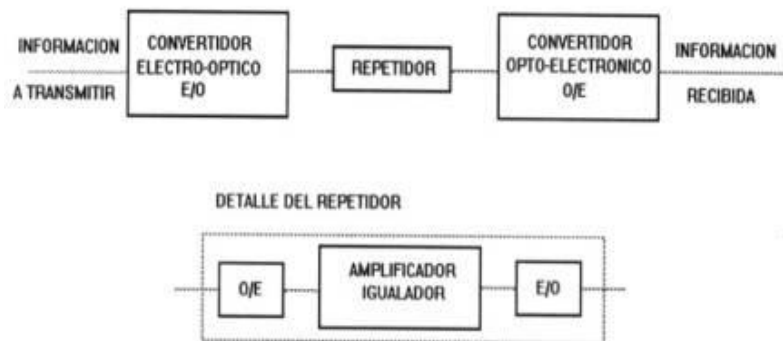 INFORMACION
A TRANSMITIR
CONVERTIDOR
ELECTRO-OPTICO
E/O
REPETIDOR
CONVERTIDOR
OPTO-ELECTRONICO
O/E
INFORMACION
RECIBIDA
DETALLE DEL REPETIDOR
O/E
AMPLIFICADOR
IGUALADOR
E/O